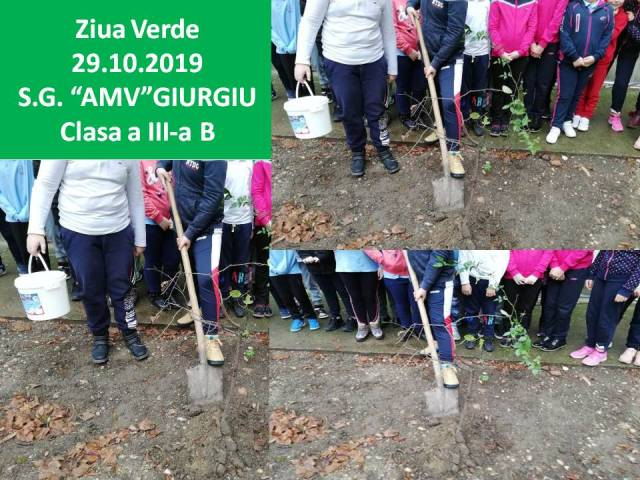 Ziua Verde
29.10.2019
S.G. “AMV”GIURGIU
Clasa a III-a B